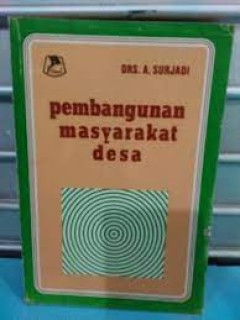 DRS. A. SURJADI
pembangunan
masyarakat
desa